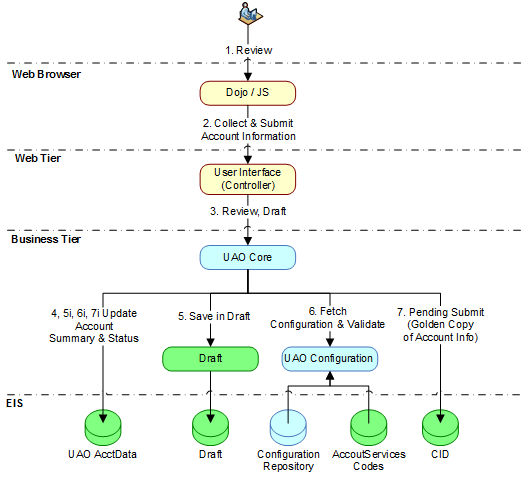 1. Review
Web Browser
Dojo / JS
2. Collect & Submit
Account Information
Web Tier
User Interface
(Controller)
3. Review, Draft
Business Tier
UAO Core
4, 5i, 6i, 7i Update
Account
Summary & Status
5. Save in Draft
6. Fetch
Configuration & Validate
7. Pending Submit
(Golden Copy
of Account Info)
Draft
UAO Configuration
EIS
UAO AcctData
Draft
Configuration
Repository
AccoutServices
Codes
CID